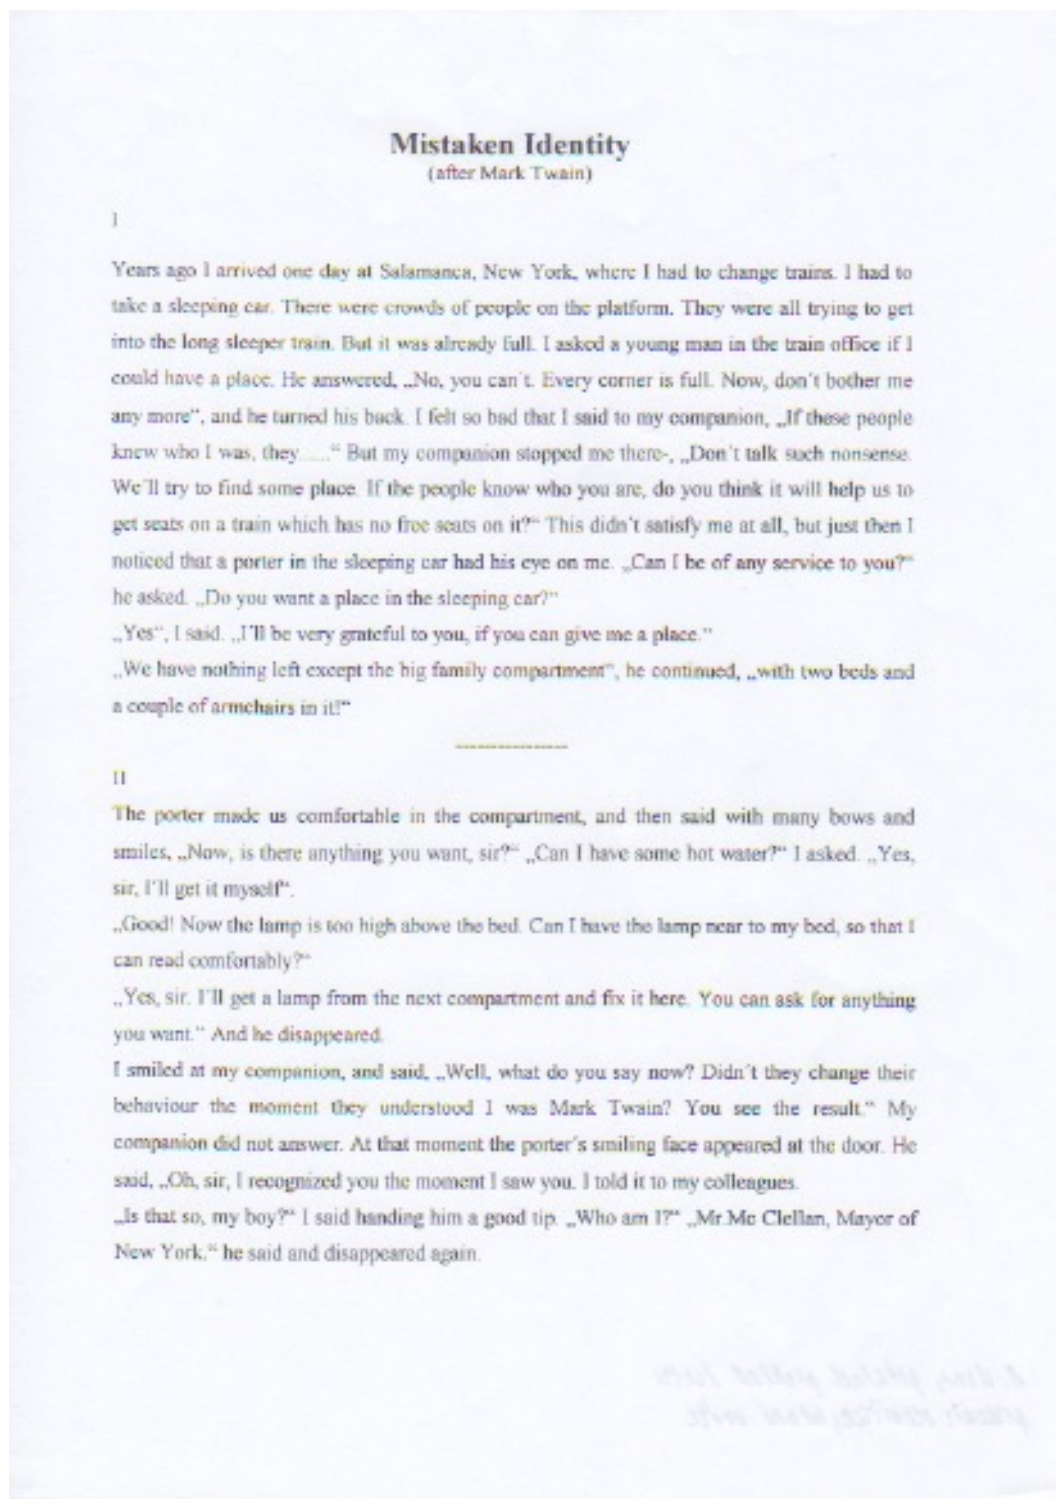 Mistaken Identity
(after Mark Twain)
I
Years ago I arrived one day at Salamanca, New York, where I had to change trains. I had to
take a sleeping car. There were crowds of people on the platform. They were all trying to get
into the long sleeper train. But it was already full. I asked a young man in the train office if I
could have a place. He answered, „No, you can´t. Every corner is full. Now, don´t bother me
any more“, and he turned his back. I felt so bad that I said to my companion, „If these people
knew who I was, they......“ But my companion stopped me there-, „Don´t talk such nonsense.
We´ll try to find some place. If the people know who you are, do you think it will help us to
get seats on a train which has no free seats on it?“ This didn´t satisfy me at all, but just then I
noticed that a porter in the sleeping car had his eye on me. „Can I be of any service to you?“
he asked. „Do you want a place in the sleeping car?“
„Yes“, I said. „I´ll be very grateful to you, if you can give me a place.“
„We have nothing left except the big family compartment“, he continued, „with two beds and
a couple of armchairs in it!“
----------------
II
The porter made us comfortable in the compartment, and then said with many bows and
smiles, „Now, is there anything you want, sir?“ „Can I have some hot water?“ I asked. „Yes,
sir, I´ll get it myself“.
„Good! Now the lamp is too high above the bed. Can I have the lamp near to my bed, so that I
can read comfortably?“
„Yes, sir. I´ll get a lamp from the next compartment and fix it here. You can ask for anything
you want.“ And he disappeared.
I smiled at my companion, and said, „Well, what do you say now? Didn´t they change their
behaviour the moment they understood I was Mark Twain? You see the result.“ My
companion did not answer. At that moment the porter´s smiling face appeared at the door. He
said, „Oh, sir, I recognized you the moment I saw you. I told it to my colleagues.
„Is that so, my boy?“ I said handing him a good tip. „Who am I?“ „Mr.Mc Clellan, Mayor of
New York,“ he said and disappeared again.